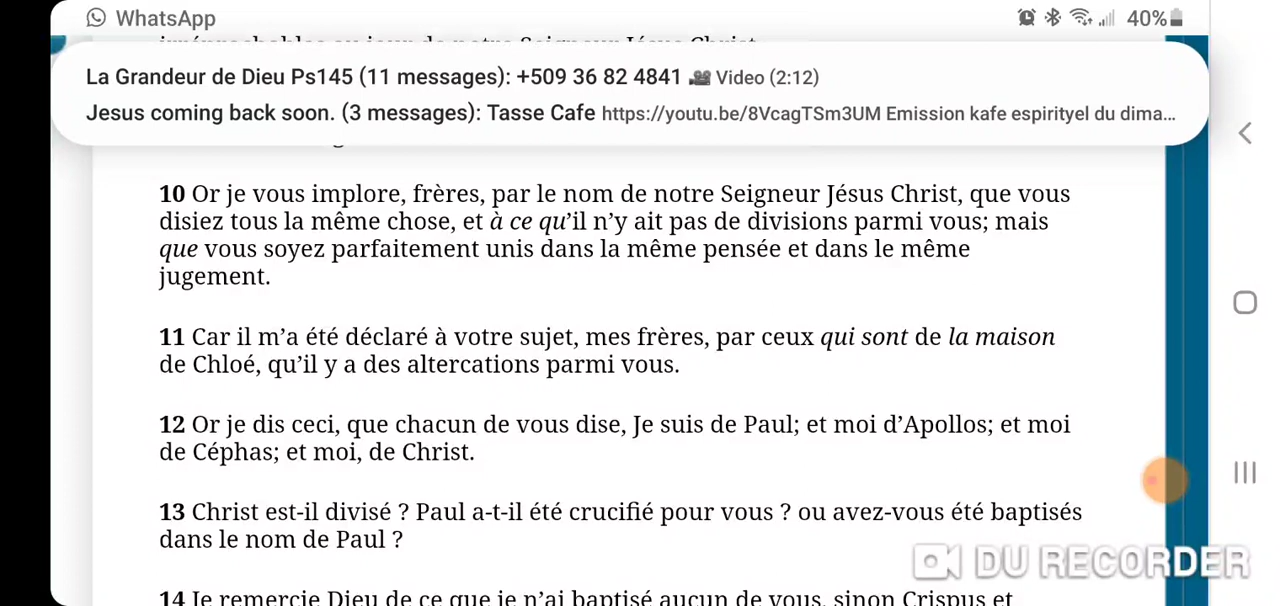 WhatsApp
40%
Seigneur Jésus Christ
La Grandeur de Dieu Ps145 (11 messages): +509 36 82 4841 🎥 Video (2:12)
Jesus coming back soon. (3 messages): Tasse Cafe https://youtu.be/8VcagTSm3UM Emission kafe espirityel du dima...
10 Or je vous implore, frères, par le nom de notre Seigneur Jésus Christ, que vous
disiez tous la même chose, et à ce qu’il n’y ait pas de divisions parmi vous; mais
que vous soyez parfaitement unis dans la même pensée et dans le même
jugement.
11 Car il m’a été déclaré à votre sujet, mes frères, par ceux qui sont de la maison
de Chloé, qu’il y a des altercations parmi vous.
12 Or je dis ceci, que chacun de vous dise, Je suis de Paul; et moi d’Apollos; et moi
de Céphas; et moi, de Christ.
13 Christ est-il divisé ? Paul a-t-il été crucifié pour vous ? ou avez-vous été baptisés
dans le nom de Paul ?
DU RECORDER
14 Je remercie Dieu de ce que je n’ai baptisé aucun de vous, sinon Crispus et